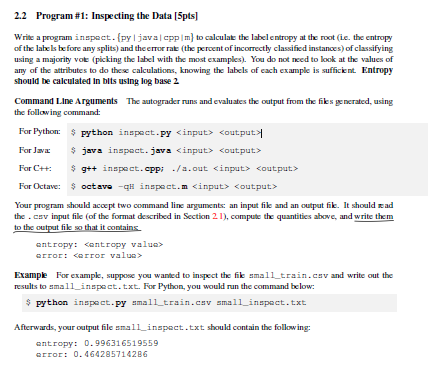 2.2 Program #1: Inspecting the Data [5pts]
Write a program inspect.{py|java|cpp|m} to calculate the label entropy at the root (i.e. the entropy
of the labels before any splits) and the error rate (the percent of incorrectly classified instances) of classifying
using a majority vote (picking the label with the most examples). You do not need to look at the values of
any of the attributes to do these calculations, knowing the labels of each example is sufficient. Entropy
should be calculated in bits using log base 2.
Command Line Arguments The autograder runs and evaluates the output from the files generated, using
the following command:
For Python: $ python inspect.py <input> <output>
For Java: $ java inspect.java <input> <output>
For C++: $ g++ inspect.cpp; ./a.out <input> <output>
For Octave: $ octave -qH inspect.m <input> <output>
Your program should accept two command line arguments: an input file and an output file. It should read
the .csv input file (of the format described in Section 2.1), compute the quantities above, and write them
to the output file so that it contains:
entropy: <entropy value>
error: <error value>
Example For example, suppose you wanted to inspect the file small_train.csv and write out the
results to small_inspect.txt. For Python, you would run the command below:
$ python inspect.py small_train.csv small_inspect.txt
Afterwards, your output file small_inspect.txt should contain the following:
entropy: 0.996316519559
error: 0.464285714286